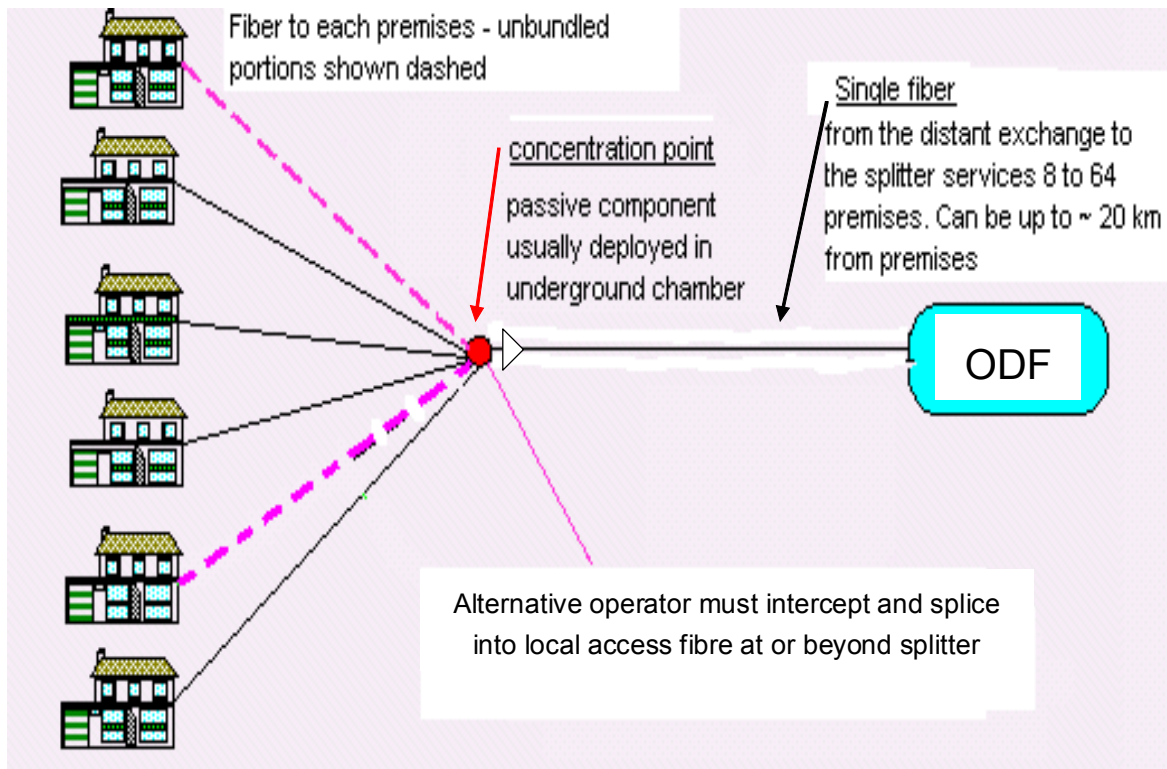 Fiber to each premises - unbundled
portions shown dashed
concentration point
passive component
usually deployed in
underground chamber
Single fiber
from the distant exchange to
the splitter services 8 to 64
premises. Can be up to ~ 20 km
from premises
ODF
Alternative operator must intercept and splice
into local access fibre at or beyond splitter